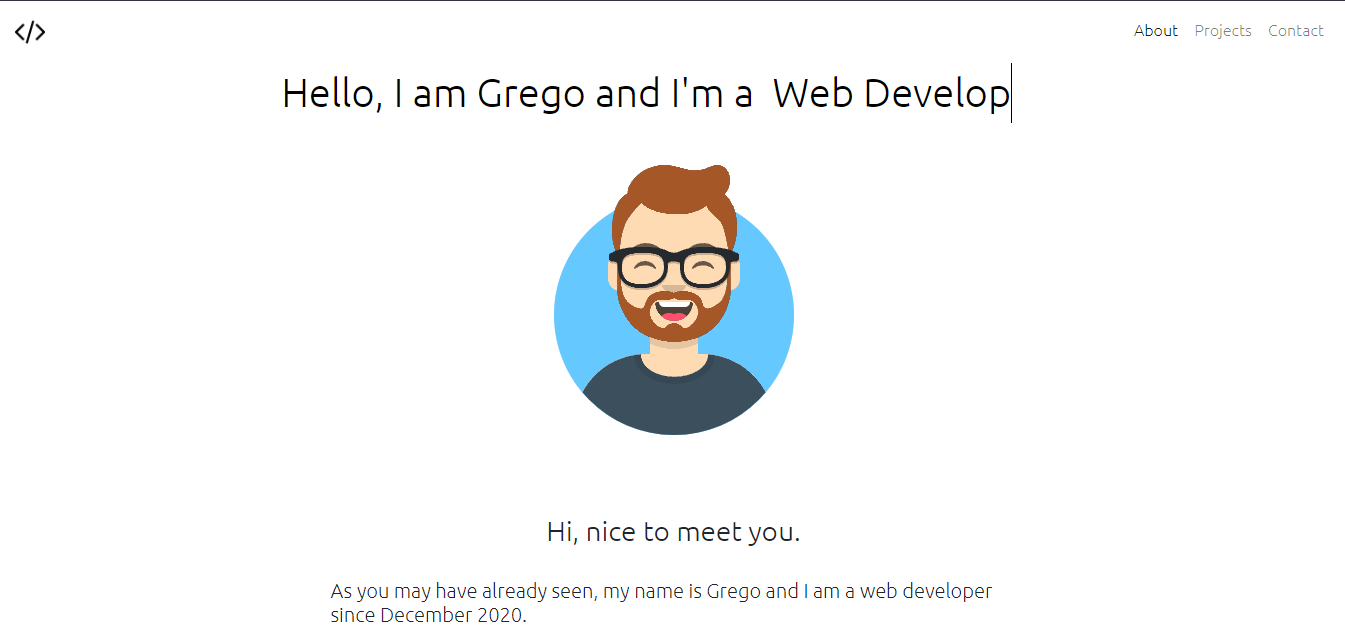 </>
About Projects Contact
Hello, I am Grego and I'm a  Web Develop
Hi, nice to meet you.
As you may have already seen, my name is Grego and I am a web developer
since December 2020.